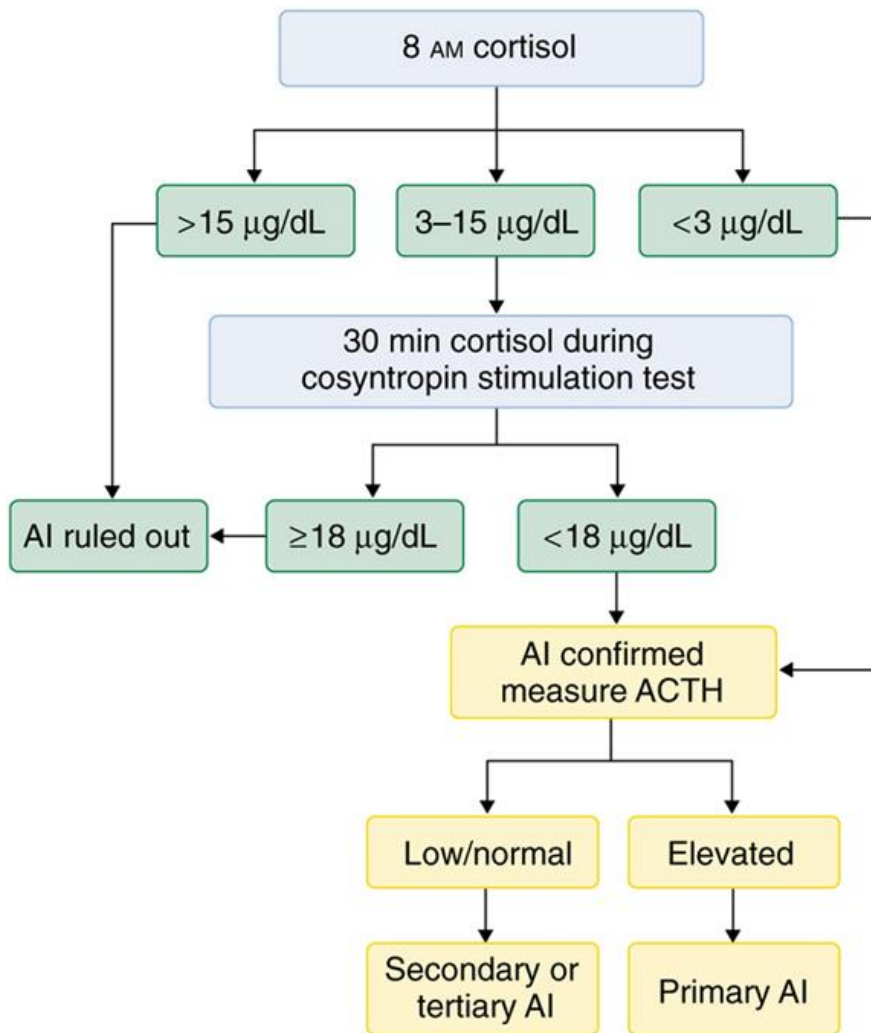 8 AM cortisol
>15 μg/dL
3–15 μg/dL
<3 μg/dL
30 min cortisol during
cosyntropin stimulation test
AI ruled out
≥18 μg/dL
<18 μg/dL
AI confirmed
measure ACTH
Low/normal
Elevated
Secondary or
tertiary AI
Primary AI